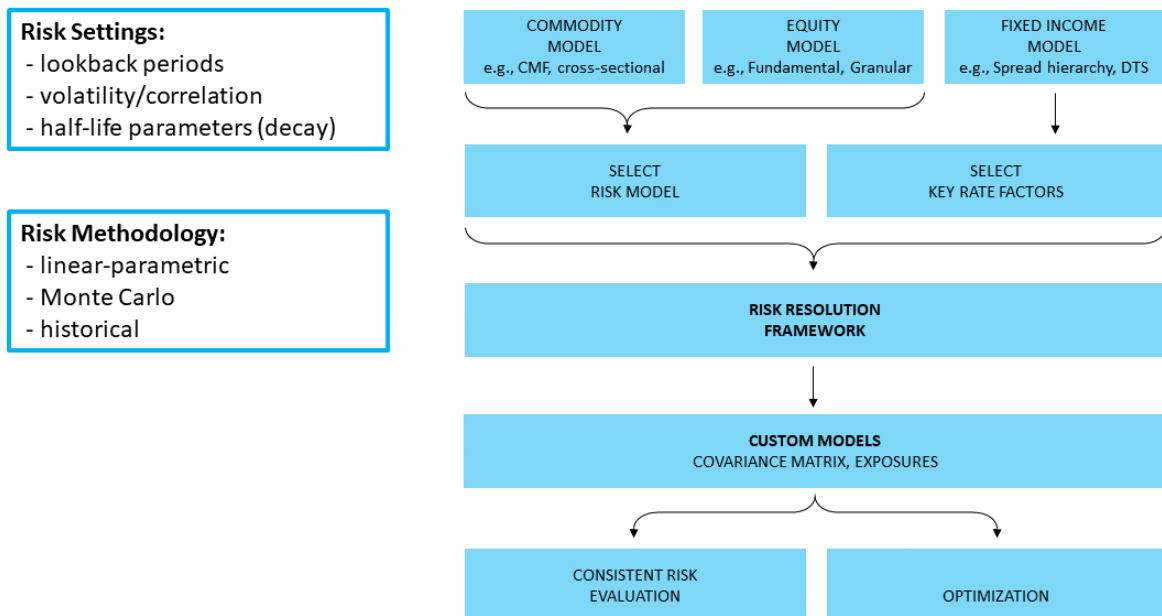 Risk Settings:
- lookback periods
- volatility/correlation
- half-life parameters (decay)
Risk Methodology:
- linear-parametric
- Monte Carlo
- historical
COMMODITY
MODEL
e.g., CMF, cross-sectional
EQUITY
MODEL
e.g., Fundamental, Granular
FIXED INCOME
MODEL
e.g., Spread hierarchy, DTS
SELECT
RISK MODEL
SELECT
KEY RATE FACTORS
RISK RESOLUTION
FRAMEWORK
CUSTOM MODELS
COVARIANCE MATRIX, EXPOSURES
CONSISTENT RISK
EVALUATION
OPTIMIZATION